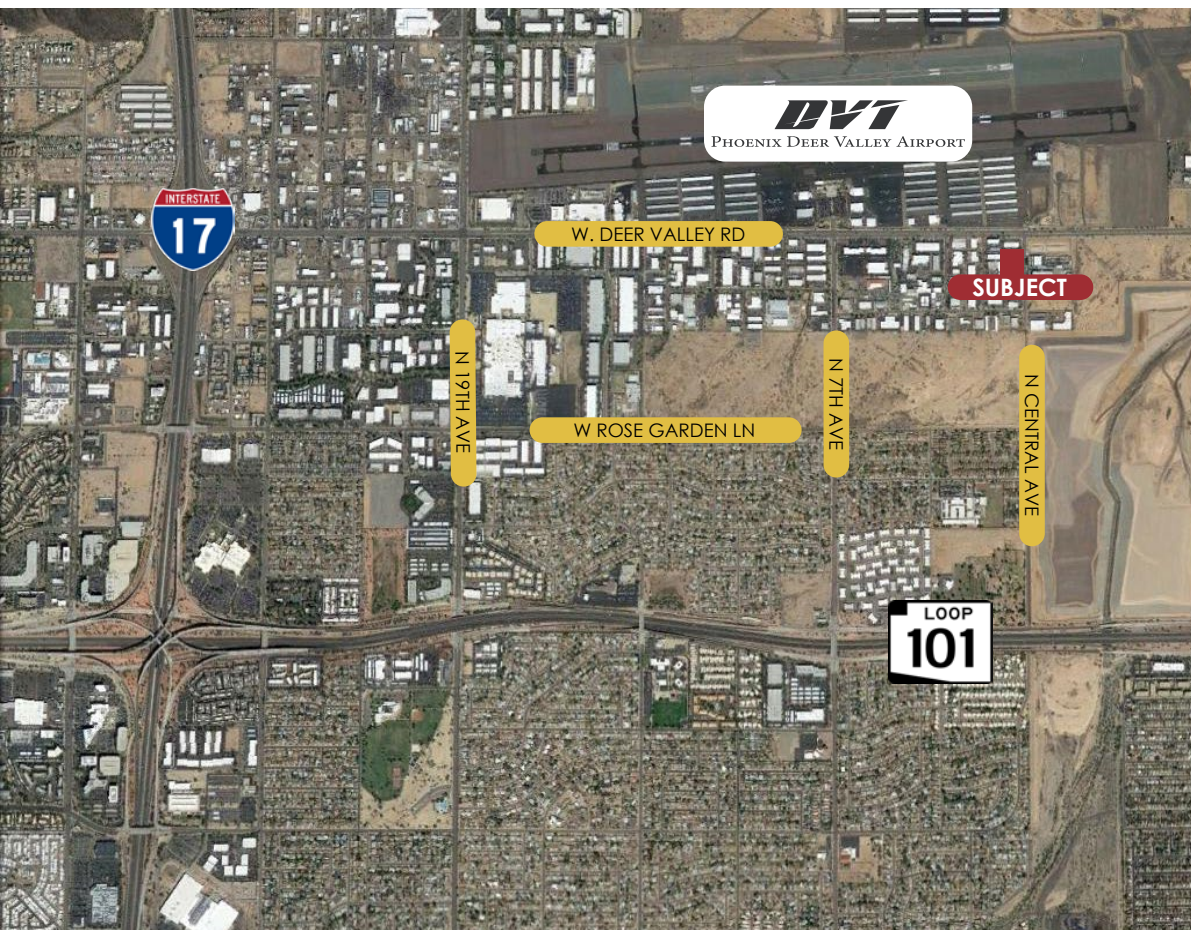 DVT
PHOENIX DEER VALLEY AIRPORT
INTERSTATE
17
W. DEER VALLEY RD
SUBJECT
N 19TH AVE
N 7TH AVE
N CENTRAL AVE
W ROSE GARDEN LN
LOOP
101